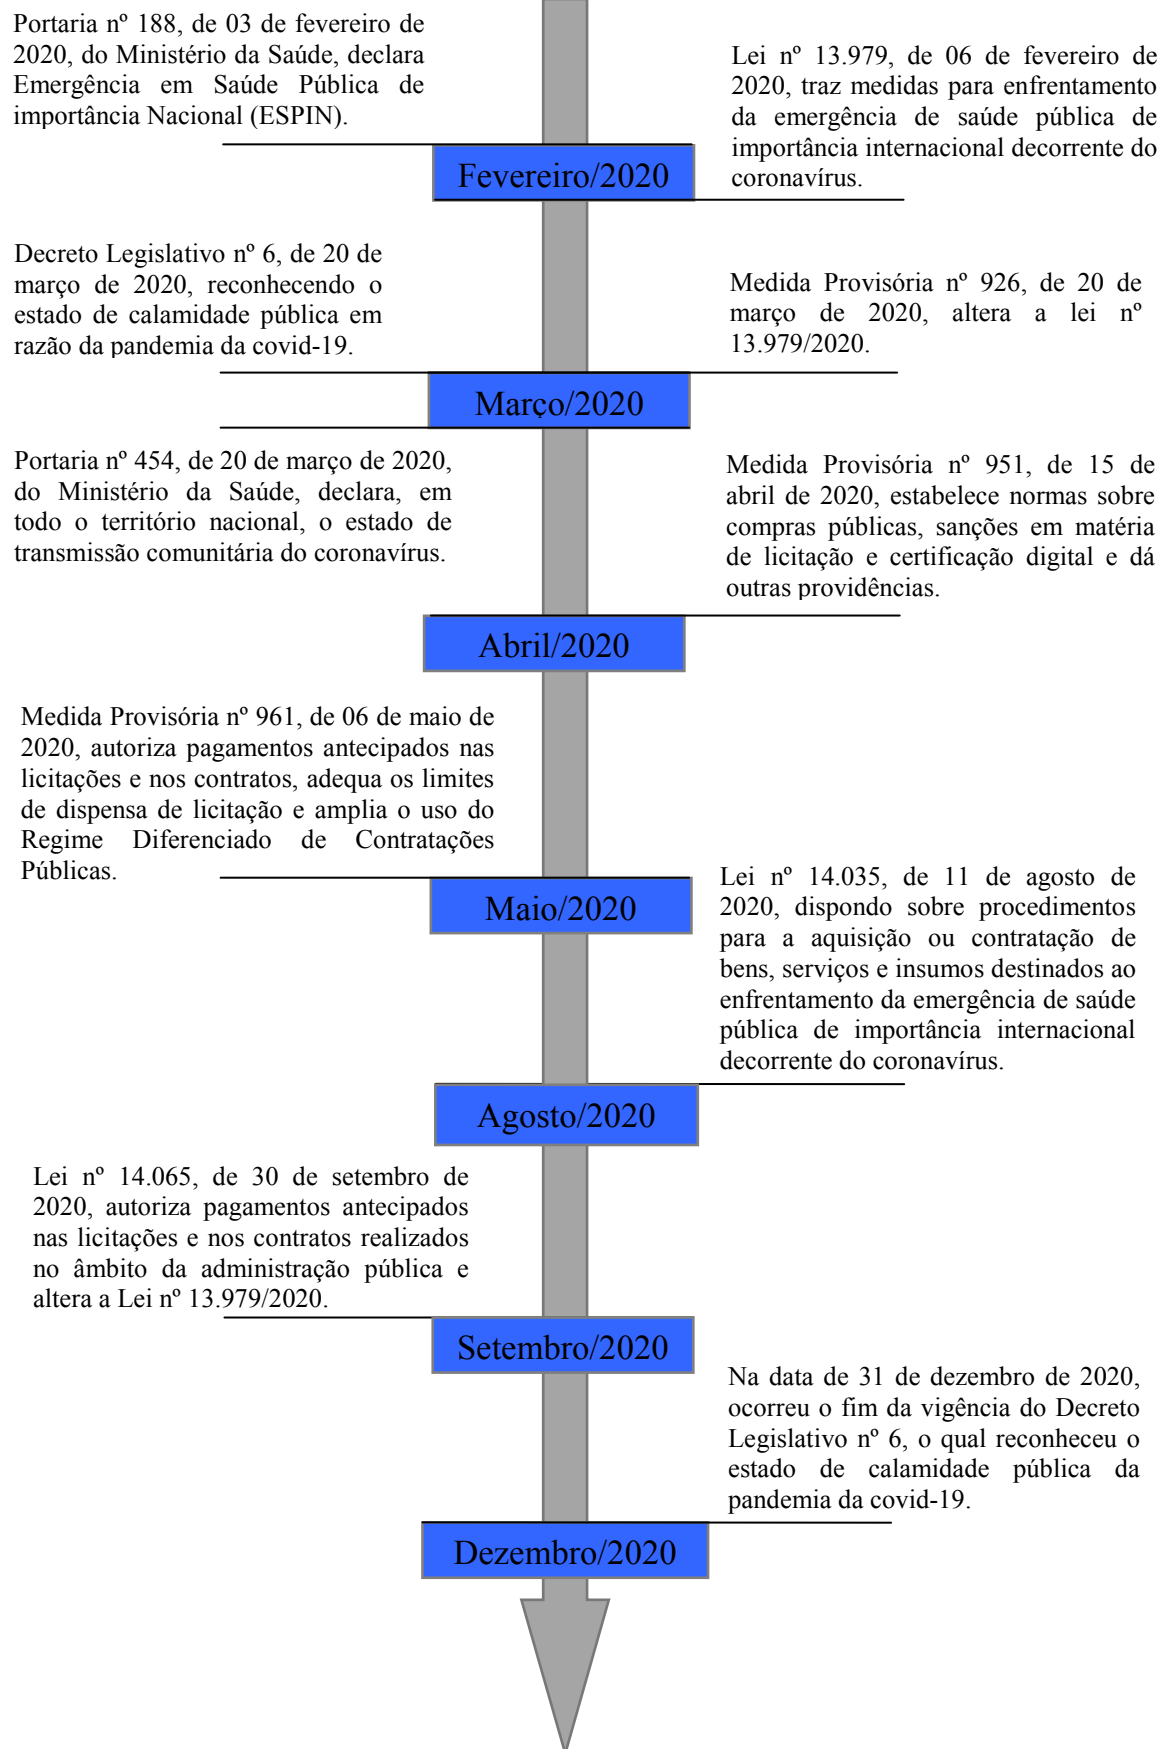 Portaria nº 188, de 03 de fevereiro de
2020, do Ministério da Saúde, declara
Emergência em Saúde Pública de
importância Nacional (ESPIN).
Lei nº 13.979, de 06 de fevereiro de
2020, traz medidas para enfrentamento
da emergência de saúde pública de
importância internacional decorrente do
coronavírus.
Fevereiro/2020
Decreto Legislativo nº 6, de 20 de
março de 2020, reconhecendo o
estado de calamidade pública em
razão da pandemia da covid-19.
Medida Provisória nº 926, de 20 de
março de 2020, altera a lei nº
13.979/2020.
Março/2020
Portaria nº 454, de 20 de março de 2020,
do Ministério da Saúde, declara, em
todo o território nacional, o estado de
transmissão comunitária do coronavírus.
Medida Provisória nº 951, de 15 de
abril de 2020, estabelece normas sobre
compras públicas, sanções em matéria
de licitação e certificação digital e dá
outras providências.
Abril/2020
Medida Provisória nº 961, de 06 de maio de
2020, autoriza pagamentos antecipados nas
licitações e nos contratos, adequa os limites
de dispensa de licitação e amplia o uso do
Regime Diferenciado de Contratações
Públicas.
Maio/2020
Lei nº 14.035, de 11 de agosto de
2020, dispondo sobre procedimentos
para a aquisição ou contratação de
bens, serviços e insumos destinados ao
enfrentamento da emergência de saúde
pública de importância internacional
decorrente do coronavírus.
Agosto/2020
Lei nº 14.065, de 30 de setembro de
2020, autoriza pagamentos antecipados
nas licitações e nos contratos realizados
no âmbito da administração pública e
altera a Lei nº 13.979/2020.
Setembro/2020
Na data de 31 de dezembro de 2020,
ocorreu o fim da vigência do Decreto
Legislativo nº 6, o qual reconheceu o
estado de calamidade pública da
pandemia da covid-19.
Dezembro/2020